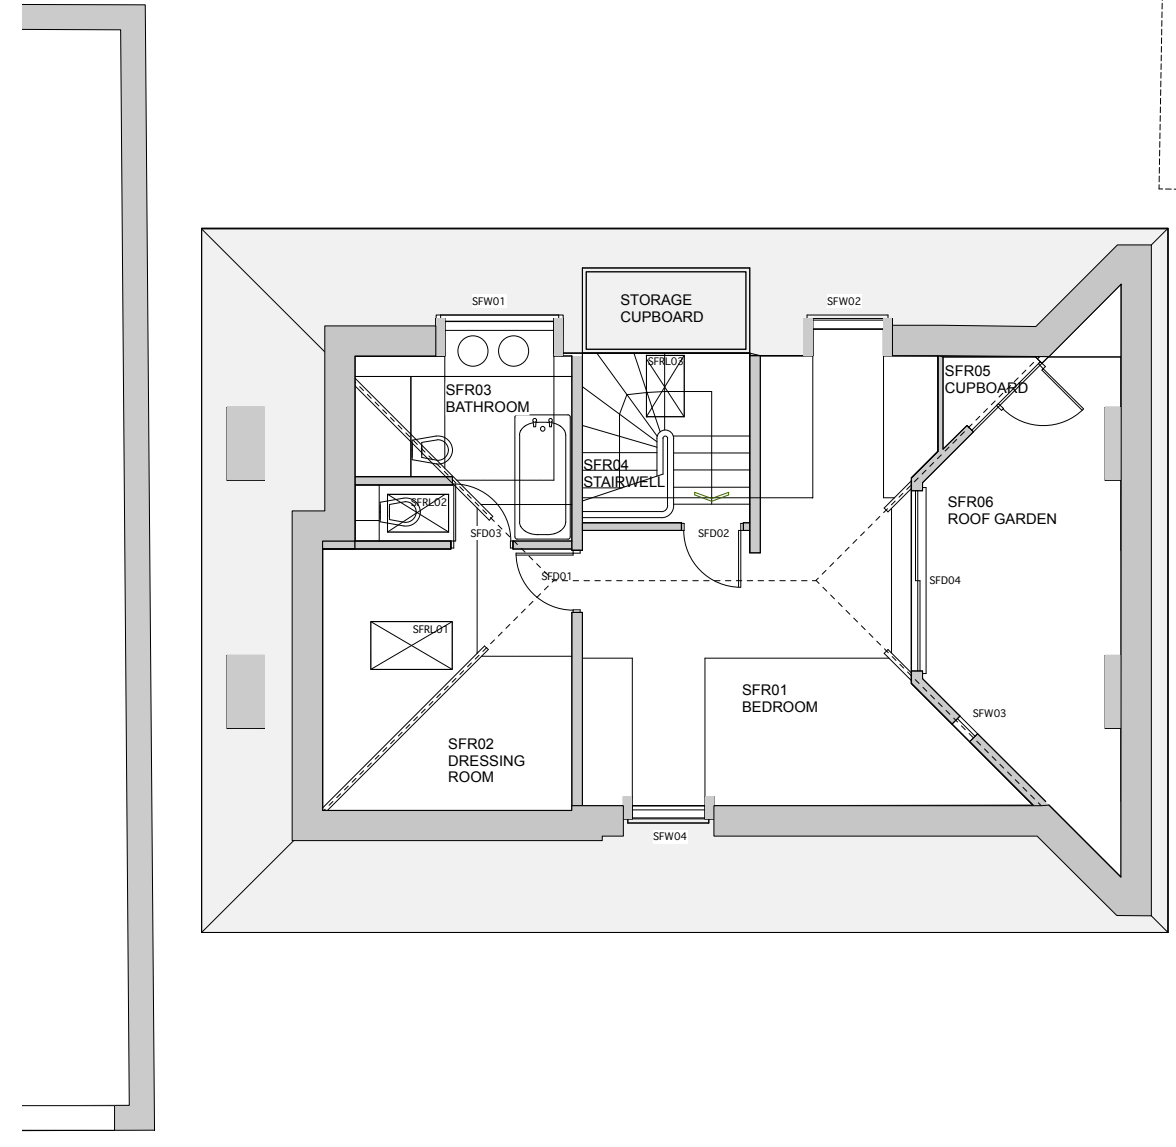 SFW01
STORAGE
CUPBOARD
SFW02
SFRL03
SFR05
CUPBOARD
SFR03
BATHROOM
SFR04
STAIRWELL
SFRL02
SFD03
SFD02
SFR06
ROOF GARDEN
SFD01
SFD04
SFRL01
SFR01
BEDROOM
SFW03
SFR02
DRESSING
ROOM
SFW04